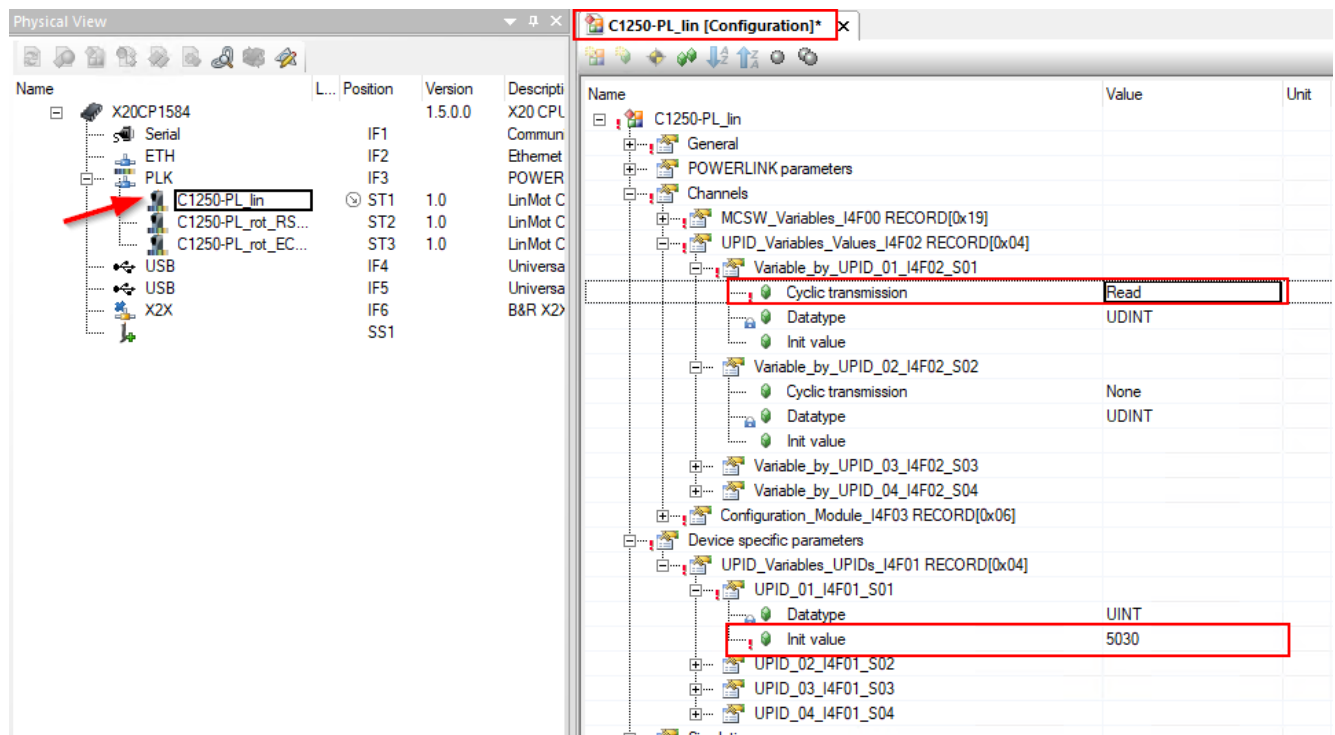 Physical View
Name L... Position Version Descripti
X20CP1584 1.5.0.0 X20 CPU
Serial IF1 Commun
ETH IF2 Ethernet
PLK IF3 POWER
C1250-PL_lin ST1 1.0 LinMot C
C1250-PL_rot_RS... ST2 1.0 LinMot C
C1250-PL_rot_EC... ST3 1.0 LinMot C
USB IF4 Universa
USB IF5 Universa
X2X IF6 B&R X2X
SS1
C1250-PL_lin [Configuration]*
Name Value Unit
C1250-PL_lin
General
POWERLINK parameters
Channels
MCSW_Variables_I4F00 RECORD[0x19]
UPID_Variables_Values_I4F02 RECORD[0x04]
Variable_by_UPID_01_I4F02_S01
Cyclic transmission Read
Datatype UDINT
Init value
Variable_by_UPID_02_I4F02_S02
Cyclic transmission None
Datatype UDINT
Init value
Variable_by_UPID_03_I4F02_S03
Variable_by_UPID_04_I4F02_S04
Configuration_Module_I4F03 RECORD[0x06]
Device specific parameters
UPID_Variables_UPIDs_I4F01 RECORD[0x04]
UPID_01_I4F01_S01
Datatype UINT
Init value 5030
UPID_02_I4F01_S02
UPID_03_I4F01_S03
UPID_04_I4F01_S04